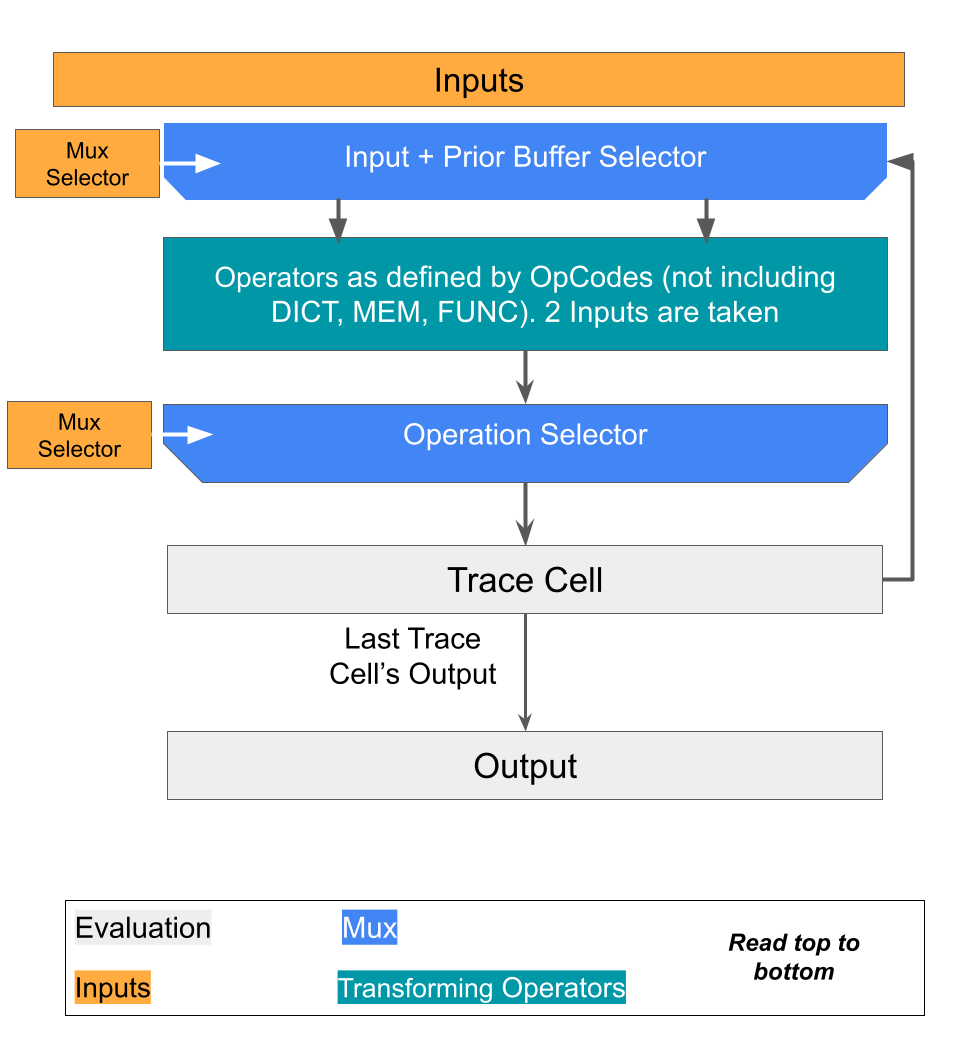 Inputs
Mux
Selector
Input + Prior Buffer Selector
Operators as defined by OpCodes (not including
DICT, MEM, FUNC). 2 Inputs are taken
Mux
Selector
Operation Selector
Trace Cell
Last Trace
Cell’s Output
Output
Evaluation
Mux
Inputs
Transforming Operators
Read top to
bottom